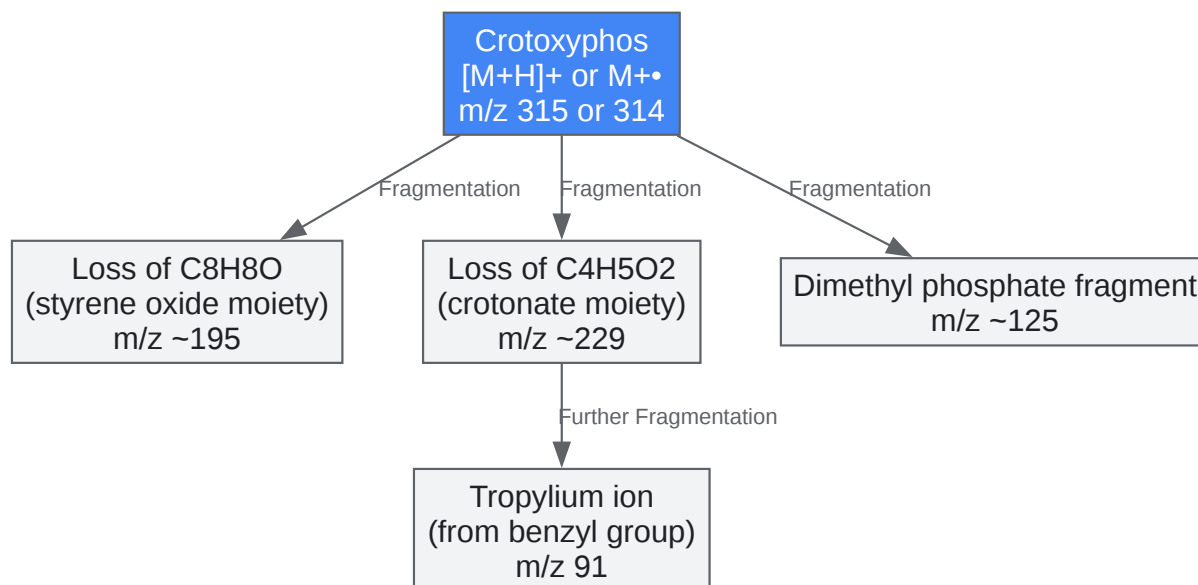 Crotoxyphos
[M+H]+ or M+•
m/z 315 or 314
Fragmentation
Fragmentation
Fragmentation
Loss of C8H8O
(styrene oxide moiety)
m/z ~195
Loss of C4H5O2
(crotonate moiety)
m/z ~229
Dimethyl phosphate fragment
m/z ~125
Further Fragmentation
Tropylium ion
(from benzyl group)
m/z 91